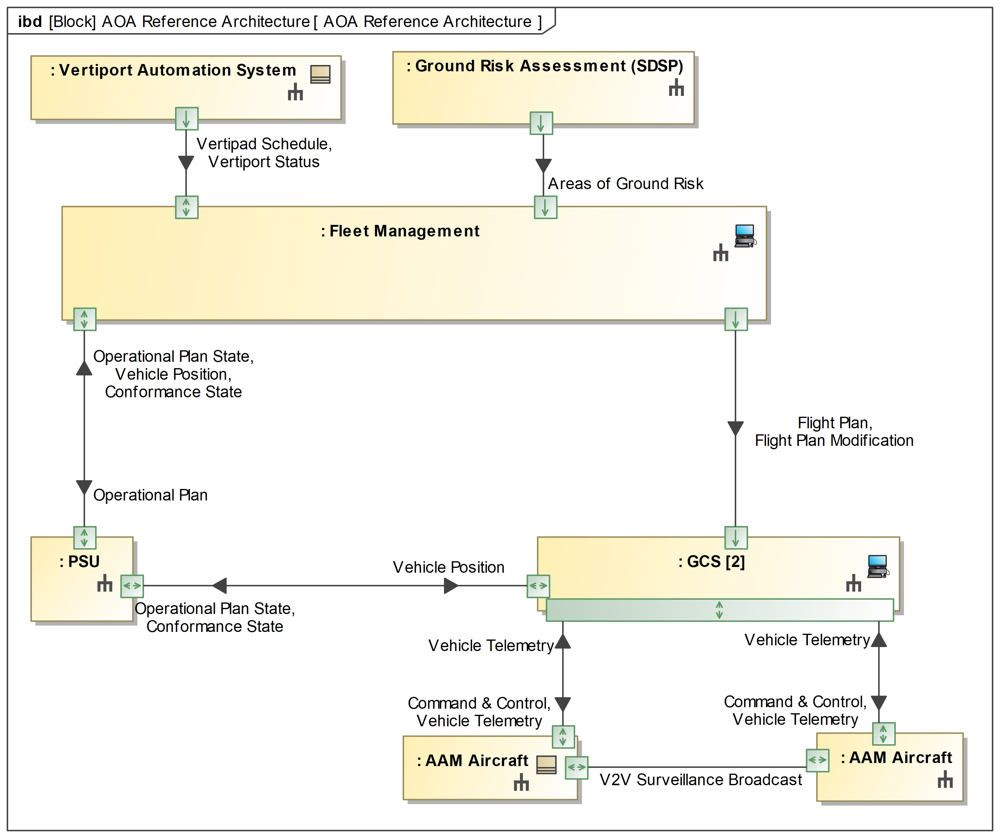 ibd [Block] AOA Reference Architecture [ AOA Reference Architecture ]
: Vertiport Automation System
: Ground Risk Assessment (SDSP)
Vertipad Schedule,
Vertiport Status
Areas of Ground Risk
: Fleet Management
Operational Plan State,
Vehicle Position,
Conformance State
Flight Plan,
Flight Plan Modification
Operational Plan
: PSU
Vehicle Position
: GCS [2]
Operational Plan State,
Conformance State
Vehicle Telemetry
Vehicle Telemetry
Command & Control,
Vehicle Telemetry
Command & Control,
Vehicle Telemetry
: AAM Aircraft
: AAM Aircraft
V2V Surveillance Broadcast